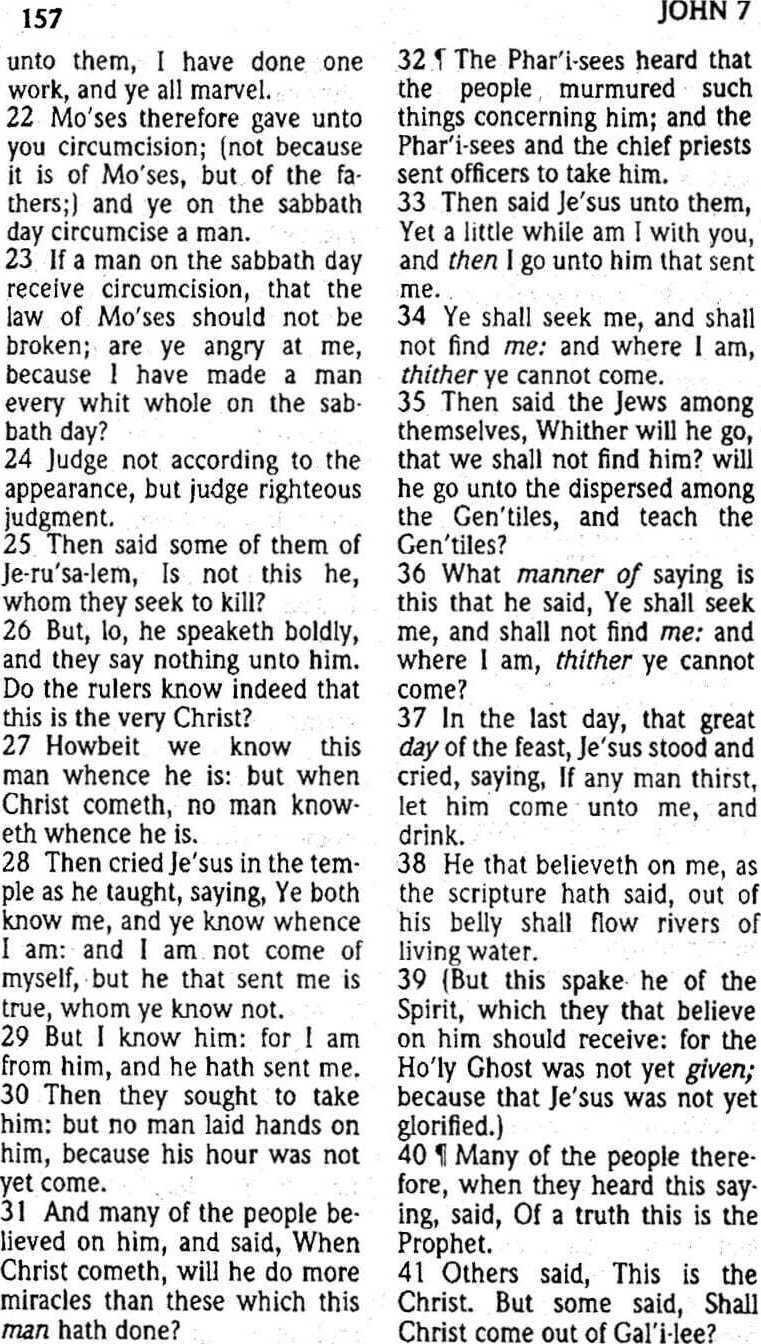 157
JOHN 7
unto them, I have done one
work, and ye all marvel.
22 Mo'ses therefore gave unto
you circumcision; (not because
it is of Mo'ses, but of the fa-
thers;) and ye on the sabbath
day circumcise a man.
23 If a man on the sabbath day
receive circumcision, that the
law of Mo'ses should not be
broken; are ye angry at me,
because I have made a man
every whit whole on the sab-
bath day?
24 Judge not according to the
appearance, but judge righteous
judgment.
25 Then said some of them of
Je-ru'sa-lem, Is not this he,
whom they seek to kill?
26 But, lo, he speaketh boldly,
and they say nothing unto him.
Do the rulers know indeed that
this is the very Christ?
27 Howbeit we know this
man whence he is: but when
Christ cometh, no man know-
eth whence he is.
28 Then cried Je'sus in the tem-
ple as he taught, saying, Ye both
know me, and ye know whence
I am: and I am not come of
myself, but he that sent me is
true, whom ye know not.
29 But I know him: for I am
from him, and he hath sent me.
30 Then they sought to take
him: but no man laid hands on
him, because his hour was not
yet come.
31 And many of the people be-
lieved on him, and said, When
Christ cometh, will he do more
miracles than these which this
man hath done?
32 ¶ The Phar'i-sees heard that
the people murmured such
things concerning him; and the
Phar'i-sees and the chief priests
sent officers to take him.
33 Then said Je'sus unto them,
Yet a little while am I with you,
and then I go unto him that sent
me.
34 Ye shall seek me, and shall
not find me: and where I am,
thither ye cannot come.
35 Then said the Jews among
themselves, Whither will he go,
that we shall not find him? will
he go unto the dispersed among
the Gen'tiles, and teach the
Gen'tiles?
36 What manner of saying is
this that he said, Ye shall seek
me, and shall not find me: and
where I am, thither ye cannot
come?
37 In the last day, that great
day of the feast, Je'sus stood and
cried, saying, If any man thirst,
let him come unto me, and
drink.
38 He that believeth on me, as
the scripture hath said, out of
his belly shall flow rivers of
living water.
39 (But this spake he of the
Spirit, which they that believe
on him should receive: for the
Ho'ly Ghost was not yet given;
because that Je'sus was not yet
glorified.)
40 ¶ Many of the people there-
fore, when they heard this say-
ing, said, Of a truth this is the
Prophet.
41 Others said, This is the
Christ. But some said, Shall
Christ come out of Gal'i-lee?